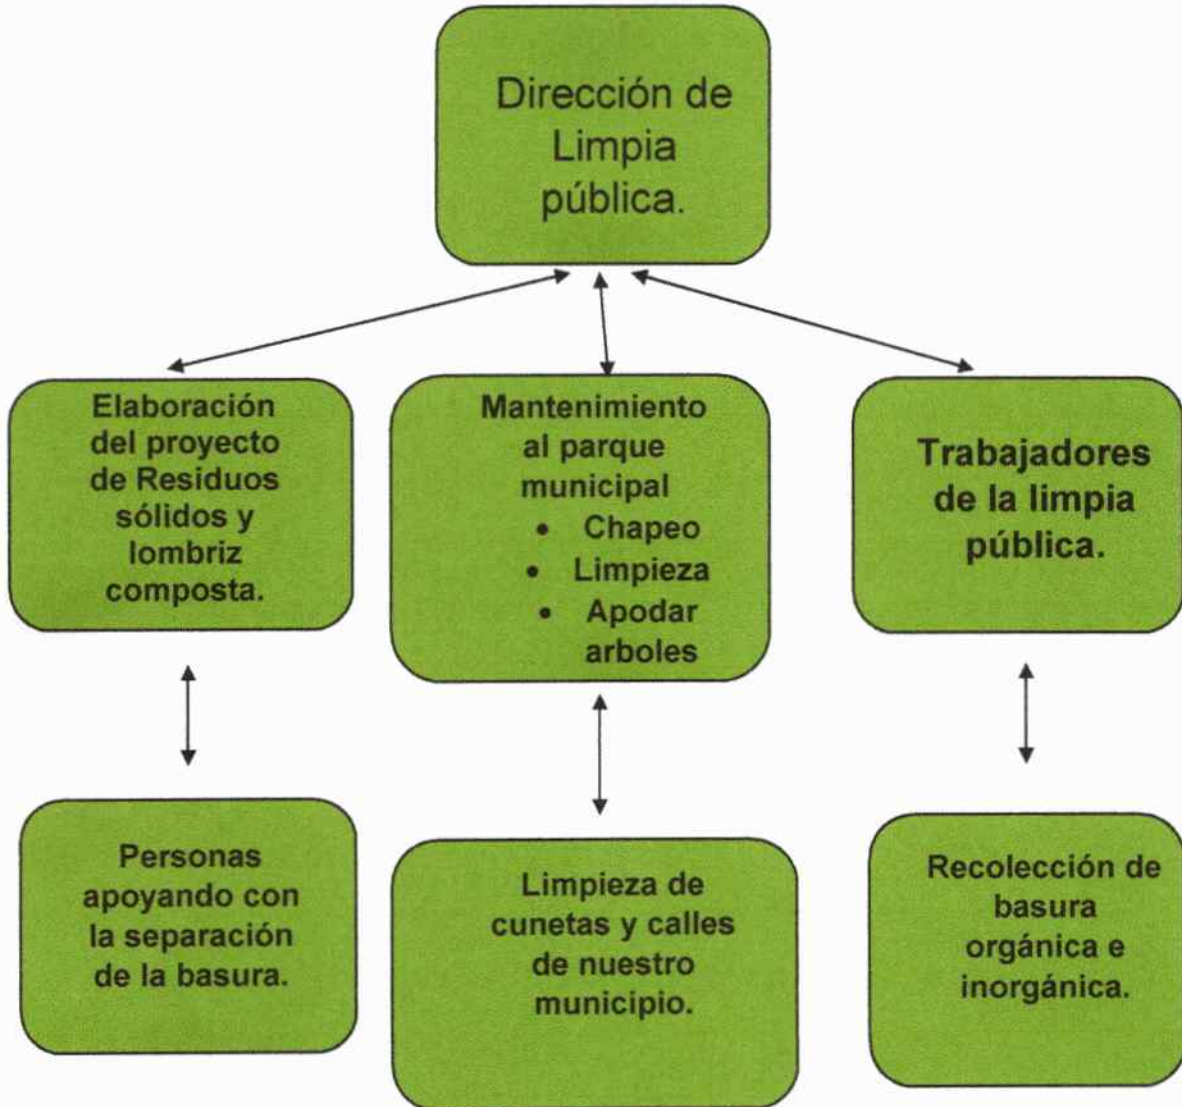 Dirección de
Limpia
pública.
Elaboración
del proyecto
de Residuos
sólidos y
lombriz
composta.
Mantenimiento
al parque
municipal
• Chapeo
• Limpieza
• Apodar
arboles
Trabajadores
de la limpia
pública.
Personas
apoyando con
la separación
de la basura.
Limpieza de
cunetas y calles
de nuestro
municipio.
Recolección de
basura
orgánica e
inorgánica.